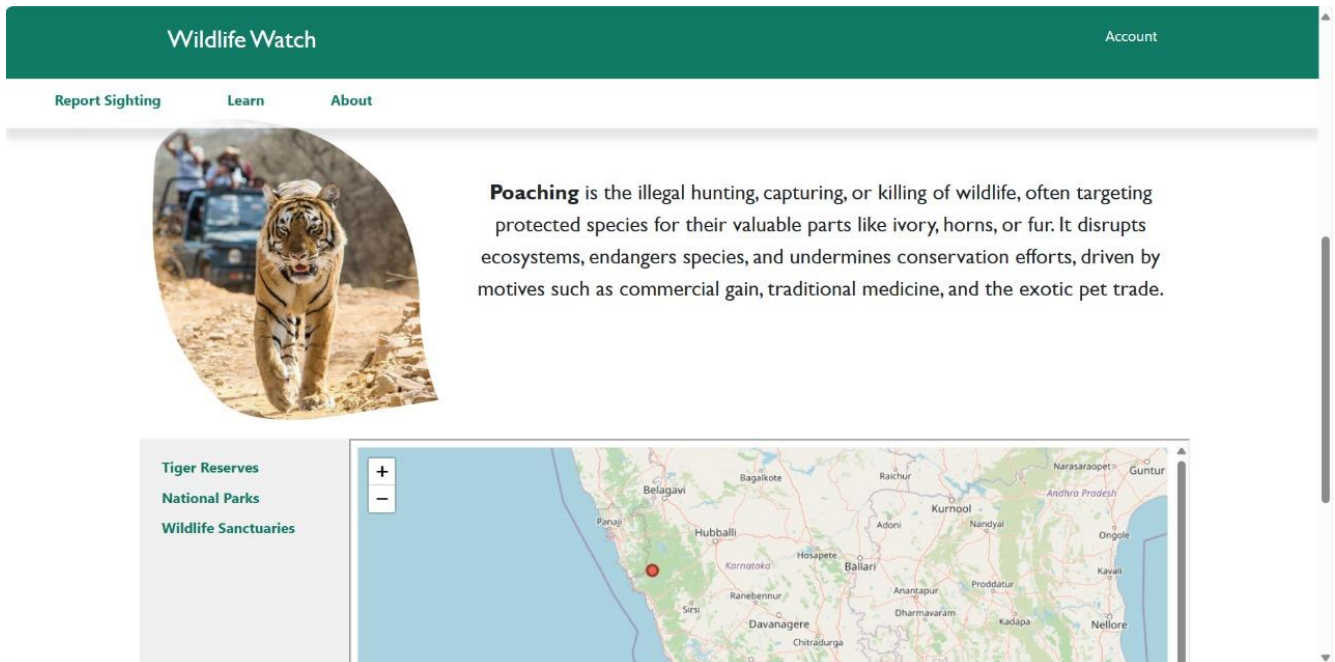 Wildlife Watch
Account
Report Sighting
Learn
About
Poaching is the illegal hunting, capturing, or killing of wildlife, often targeting
protected species for their valuable parts like ivory, horns, or fur. It disrupts
ecosystems, endangers species, and undermines conservation efforts, driven by
motives such as commercial gain, traditional medicine, and the exotic pet trade.
Tiger Reserves
National Parks
Wildlife Sanctuaries
+
−
Narasaraopet
Guntur
Bagalkote
Raichur
Belagavi
Andhra Pradesh
Kurnool
Panaji
Adoni
Nandyal
Hubballi
Ongole
Hosapete
Karnataka
Ballari
Kavali
Proddatur
Ranebennur
Anantapur
Sirsi
Dharmavaram
Kadapa
Nellore
Davanagere
Chitradurga